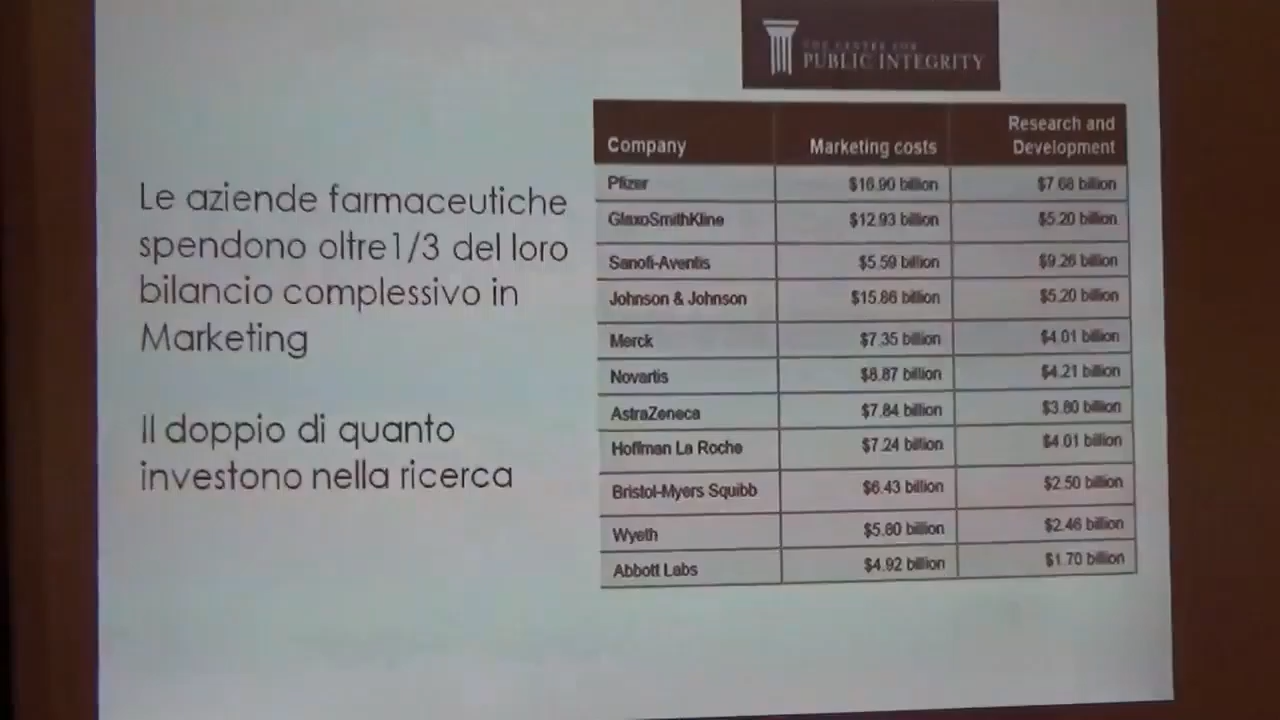 THE CENTER FOR
PUBLIC INTEGRITY
Le aziende farmaceutiche
spendono oltre1/3 del loro
bilancio complessivo in
Marketing
Il doppio di quanto
investono nella ricerca
Company Marketing costs Research and Development
Pfizer $16.90 billion $7.68 billion
GlaxoSmithKline $12.93 billion $5.20 billion
Sanofi-Aventis $5.59 billion $9.26 billion
Johnson & Johnson $15.86 billion $5.20 billion
Merck $7.35 billion $4.01 billion
Novartis $8.87 billion $4.21 billion
AstraZeneca $7.84 billion $3.80 billion
Hoffman La Roche $7.24 billion $4.01 billion
Bristol-Myers Squibb $6.43 billion $2.50 billion
Wyeth $5.80 billion $2.46 billion
Abbott Labs $4.92 billion $1.70 billion